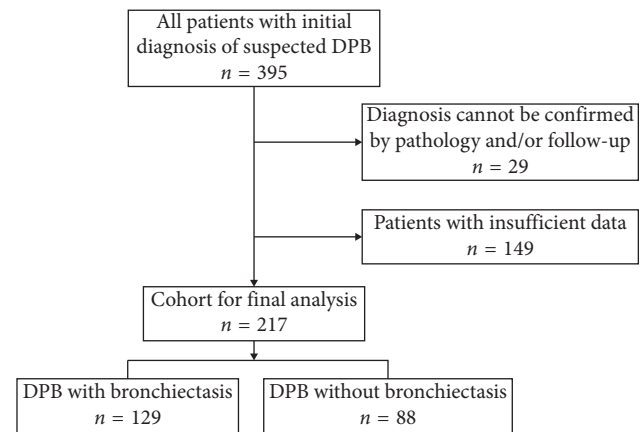 All patients with initial
diagnosis of suspected DPB
n = 395
Diagnosis cannot be confirmed
by pathology and/or follow-up
n = 29
Patients with insufficient data
n = 149
Cohort for final analysis
n = 217
DPB with bronchiectasis
n = 129
DPB without bronchiectasis
n = 88